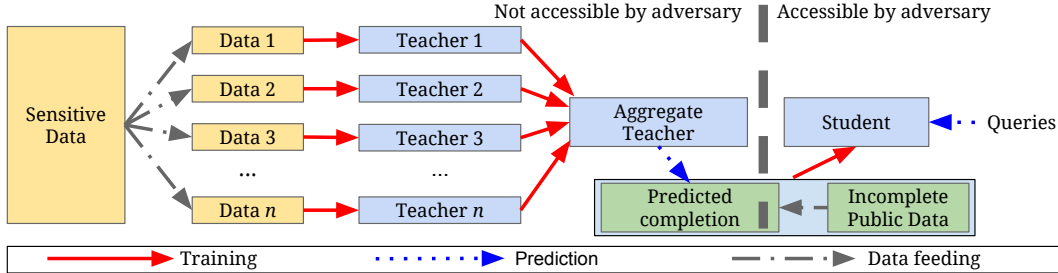 Not accessible by adversary
Accessible by adversary
Sensitive
Data
Data 1
Teacher 1
Data 2
Teacher 2
Data 3
Teacher 3
...
...
Data n
Teacher n
Aggregate
Teacher
Student
Queries
Predicted
completion
Incomplete
Public Data
Training
Prediction
Data feeding